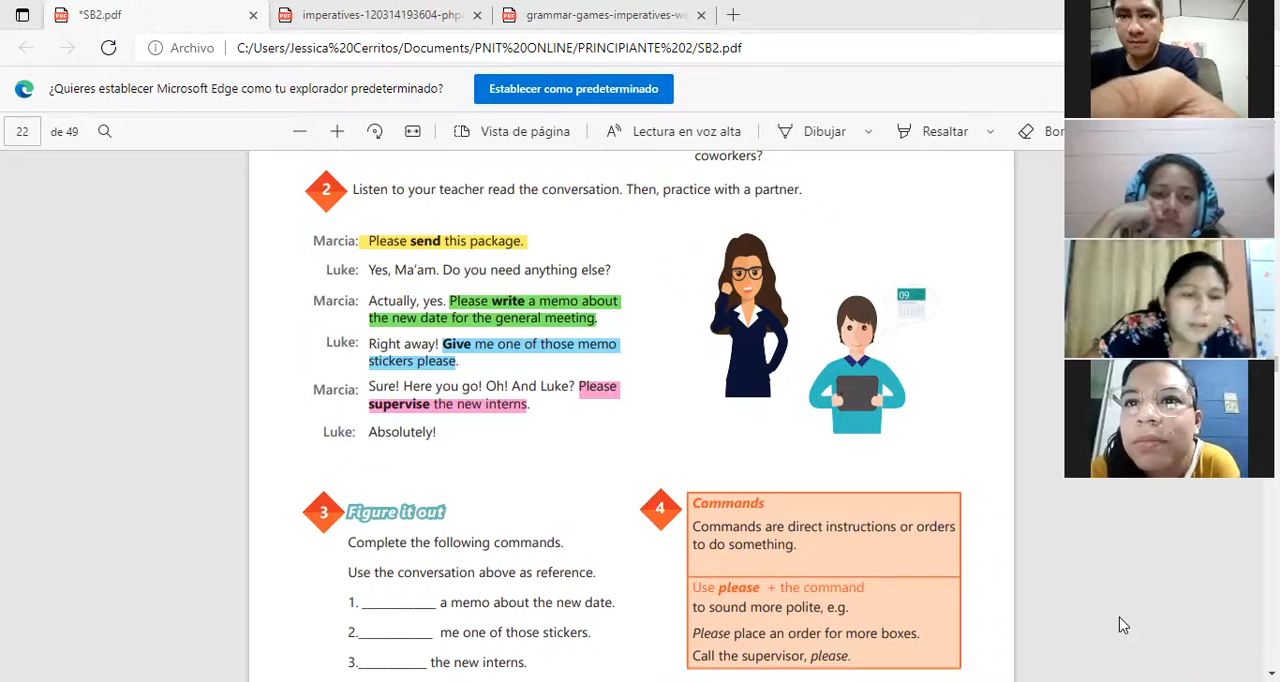 *SB2.pdf
imperatives-120314193604-php
grammar-games-imperatives-w
Archivo
C:/Users/Jessica%20Cerritos/Documents/PNIT%20ONLINE/PRINCIPIANTE%202/SB2.pdf
¿Quieres establecer Microsoft Edge como tu explorador predeterminado?
Establecer como predeterminado
22 de 49
Vista de página
Lectura en voz alta
Dibujar
Resaltar
Bor
coworkers?
2 Listen to your teacher read the conversation. Then, practice with a partner.
Marcia: Please send this package.
Luke: Yes, Ma'am. Do you need anything else?
Marcia: Actually, yes. Please write a memo about
the new date for the general meeting.
Luke: Right away! Give me one of those memo
stickers please.
Marcia: Sure! Here you go! Oh! And Luke? Please
supervise the new interns.
Luke: Absolutely!
09
3 Figure it out
Complete the following commands.
Use the conversation above as reference.
1. ___________ a memo about the new date.
2.___________ me one of those stickers.
3.__________ the new interns.
4 Commands
Commands are direct instructions or orders
to do something.
Use please + the command
to sound more polite, e.g.
Please place an order for more boxes.
Call the supervisor, please.